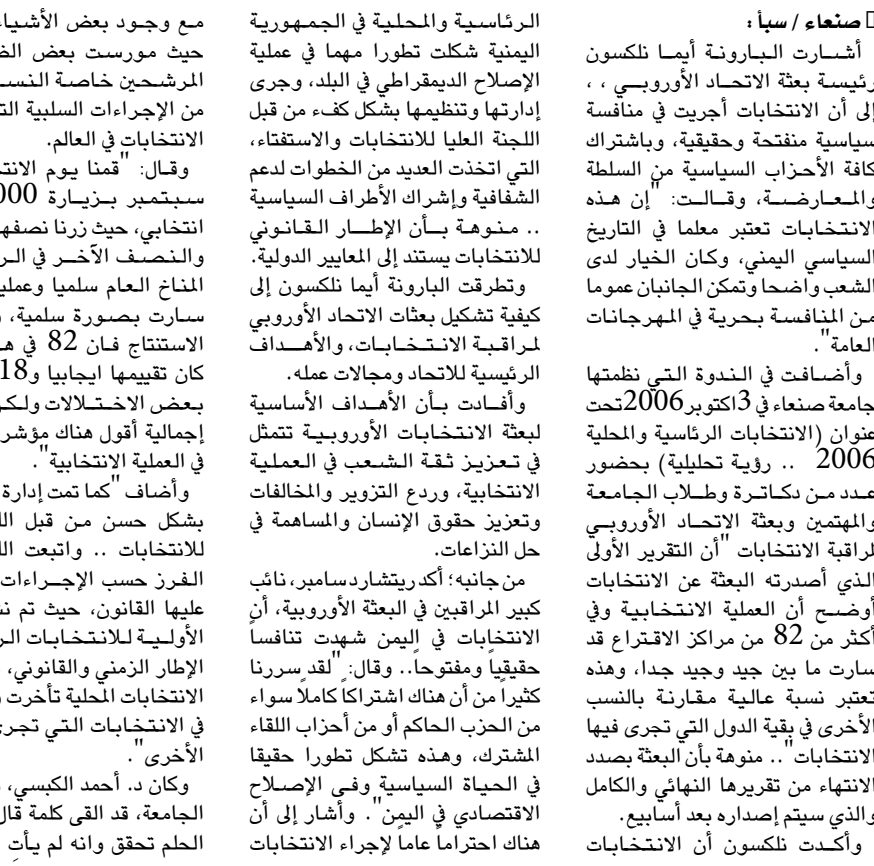 صنعاء / سبأ :
أشارت البارونة أيما نلكسون
رئيسة بعثة الاتحاد الأوروبي ، ،
إلى أن الانتخابات أجريت في منافسة
سياسية منفتحة وحقيقية، وباشتراك
كافة الأحزاب السياسية من السلطة
والمعارضة، وقالت: "إن هذه
الانتخابات تعتبر معلما في التاريخ
السياسي اليمني، وكان الخيار لدى
الشعب واضحا وتمكن الجانبان عموما
من المنافسة بحرية في المهرجانات
العامة".
وأضافت في الندوة التي نظمتها
جامعة صنعاء في 3اكتوبر2006تحت
عنوان (الانتخابات الرئاسية والمحلية
2006 .. رؤية تحليلية) بحضور
عدد من دكاترة وطلاب الجامعة
والمهتمين وبعثة الاتحاد الأوروبي
لمراقبة الانتخابات "أن التقرير الأولى
الذي أصدرته البعثة عن الانتخابات
أوضح أن العملية الانتخابية وفي
أكثر من 82 من مراكز الاقتراع قد
سارت ما بين جيد وجيد جدا، وهذه
تعتبر نسبة عالية مقارنة بالنسب
الأخرى في بقية الدول التي تجرى فيها
الانتخابات".. منوهة بأن البعثة بصدد
الانتهاء من تقريرها النهائي والكامل
والذي سيتم إصداره بعد أسابيع.
وأكدت نلكسون أن الانتخابات
الرئاسية والمحلية في الجمهورية
اليمنية شكلت تطورا مهما في عملية
الإصلاح الديمقراطي في البلد، وجرى
إدارتها وتنظيمها بشكل كفء من قبل
اللجنة العليا للانتخابات والاستفتاء،
التي اتخذت العديد من الخطوات لدعم
الشفافية وإشراك الأطراف السياسية
.. منوهة بأن الإطار القانوني
للانتخابات يستند إلى المعايير الدولية.
وتطرقت البارونة أيما نلكسون إلى
كيفية تشكيل بعثات الاتحاد الأوروبي
لمراقبة الانتخابات، والأهداف
الرئيسية للاتحاد ومجالات عمله.
وأفادت بأن الأهداف الأساسية
لبعثة الانتخابات الأوروبية تتمثل
في تعزيز ثقة الشعب في العملية
الانتخابية، وردع التزوير والمخالفات
وتعزيز حقوق الإنسان والمساهمة في
حل النزاعات.
من جانبه؛ أكد ريتشارد سامبر، نائب
كبير المراقبين في البعثة الأوروبية، أن
الانتخابات في اليمن شهدت تنافساً
حقيقياً ومفتوحاً.. وقال: "لقد سررنا
كثيراً من أن هناك اشتراكاً كاملاً سواء
من الحزب الحاكم أو من أحزاب اللقاء
المشترك، وهذه تشكل تطورا حقيقا
في الحياة السياسية وفى الإصلاح
الاقتصادي في اليمن". وأشار إلى أن
هناك احتراماً عاماً لإجراء الانتخابات
مع وجود بعض
حيث مورست بعض
المرشحين خاصة
من الإجراءات السلبية
الانتخابات في العالم.
وقال: "قمنا يوم
سبتمبر بزيارة
انتخابي، حيث زرنا
والنصف الآخر في
المناخ العام سلميا
سارت بصورة سلمية،
الاستنتاج فان 82 في
كان تقييمها ايجابيا و18
بعض الاختلالات
إجمالية أقول هناك
في العملية الانتخابية".
وأضاف "كما تمت إدارة
بشكل حسن من قبل
للانتخابات .. واتبعت
الفرز حسب الإجراءات
عليها القانون، حيث تم
الأولية للانتخابات
الإطار الزمني والقانوني،
الانتخابات المحلية تأخرت
في الانتخابات التي
الأخرى".
وكان د. أحمد الكبسي،
الجامعة، قد القى كلمة
الحلم تحقق وانه لم يأت